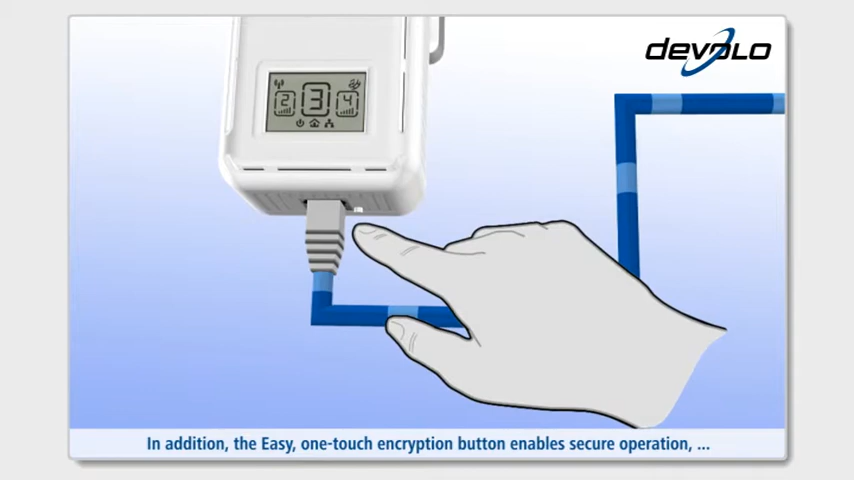 devolo
2 3 4
In addition, the Easy, one-touch encryption button enables secure operation, ...